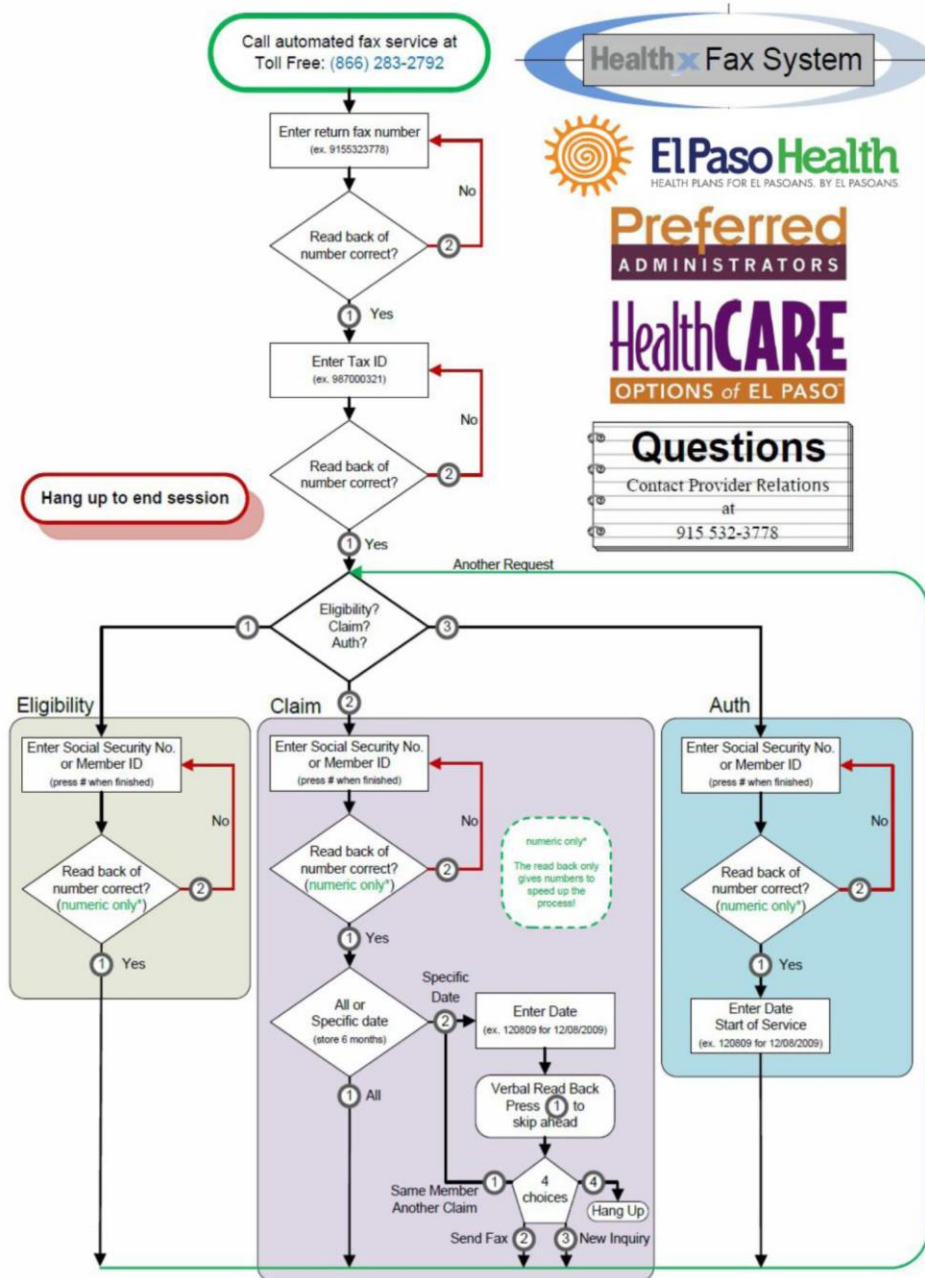 Call automated fax service at
Toll Free: (866) 283-2792
Healthx Fax System
Enter return fax number
(ex. 9155323778)
No
ElPasoHealth
HEALTH PLANS FOR EL PASOANS. BY EL PASOANS.
Read back of
number correct?
2
Preferred
ADMINISTRATORS
1 Yes
HealthCARE
OPTIONS of EL PASO
Enter Tax ID
(ex. 987000321)
No
Read back of
number correct?
2
Questions
Contact Provider Relations
at
915 532-3778
Hang up to end session
1 Yes
Another Request
Eligibility?
Claim?
Auth?
1
3
2
Eligibility
Enter Social Security No.
or Member ID
(press # when finished)
No
Read back of
number correct?
(numeric only*)
2
1 Yes
Claim
Enter Social Security No.
or Member ID
(press # when finished)
No
Read back of
number correct?
(numeric only*)
2
numeric only*
The read back only
gives numbers to
speed up the
process!
1 Yes
All or
Specific date
(store 6 months)
Specific
Date
2
Enter Date
(ex. 120809 for 12/08/2009)
1 All
Verbal Read Back
Press 1 to
skip ahead
4
choices
1
Same Member
Another Claim
4
Hang Up
Send Fax 2
3 New Inquiry
Auth
Enter Social Security No.
or Member ID
(press # when finished)
No
Read back of
number correct?
(numeric only*)
2
1 Yes
Enter Date
Start of Service
(ex. 120809 for 12/08/2009)